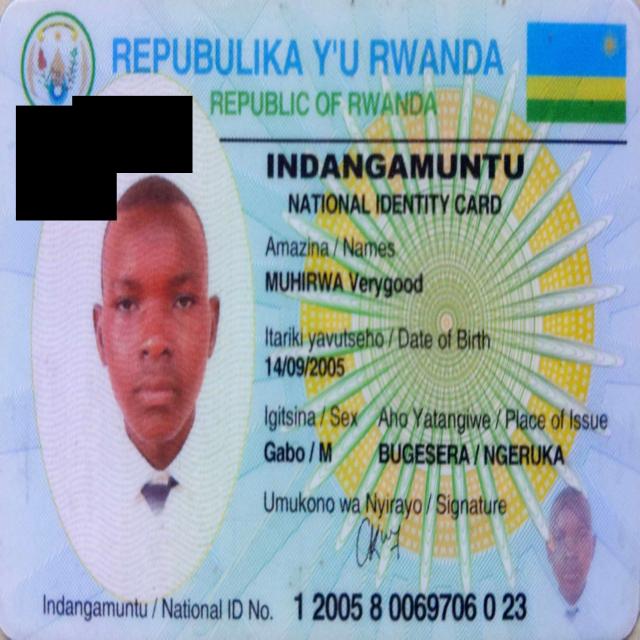 REPUBULIKA Y'U RWANDA
REPUBLIC OF RWANDA
INDANGAMUNTU
NATIONAL IDENTITY CARD
Amazina / Names
MUHIRWA Verygood
Itariki yavutseho / Date of Birth
14/09/2005
Igitsina / Sex Aho Yatangiwe / Place of Issue
Gabo / M BUGESERA / NGERUKA
Umukono wa Nyirayo / Signature
Indangamuntu / National ID No. 1 2005 8 0069706 0 23